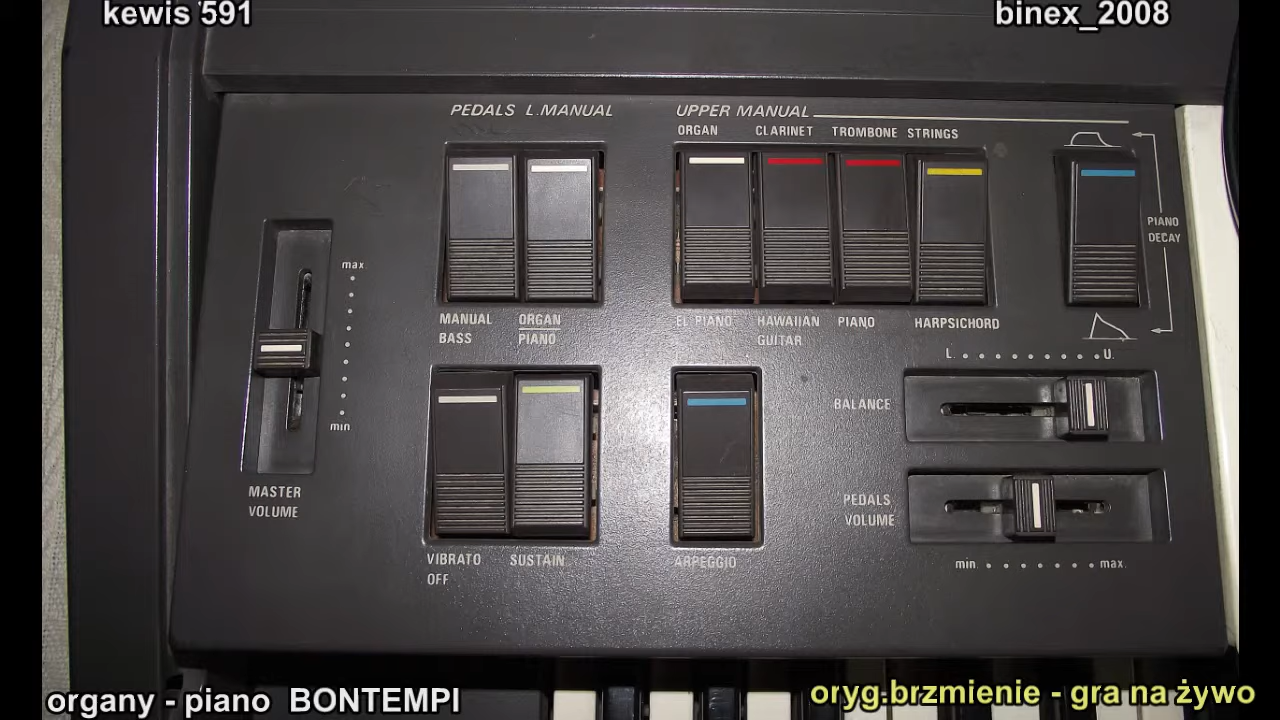 kewis 591
binex_2008
PEDALS L.MANUAL
UPPER MANUAL
ORGAN CLARINET TROMBONE STRINGS
max.
PIANO
DECAY
MANUAL
BASS
ORGAN
PIANO
EL PIANO
HAWAIIAN
GUITAR
PIANO
HARPSICHORD
L. U.
BALANCE
min
MASTER
VOLUME
PEDALS
VOLUME
min. max.
VIBRATO
OFF
SUSTAIN
ARPEGGIO
organy - piano BONTEMPI
oryg.brzmienie - gra na żywo